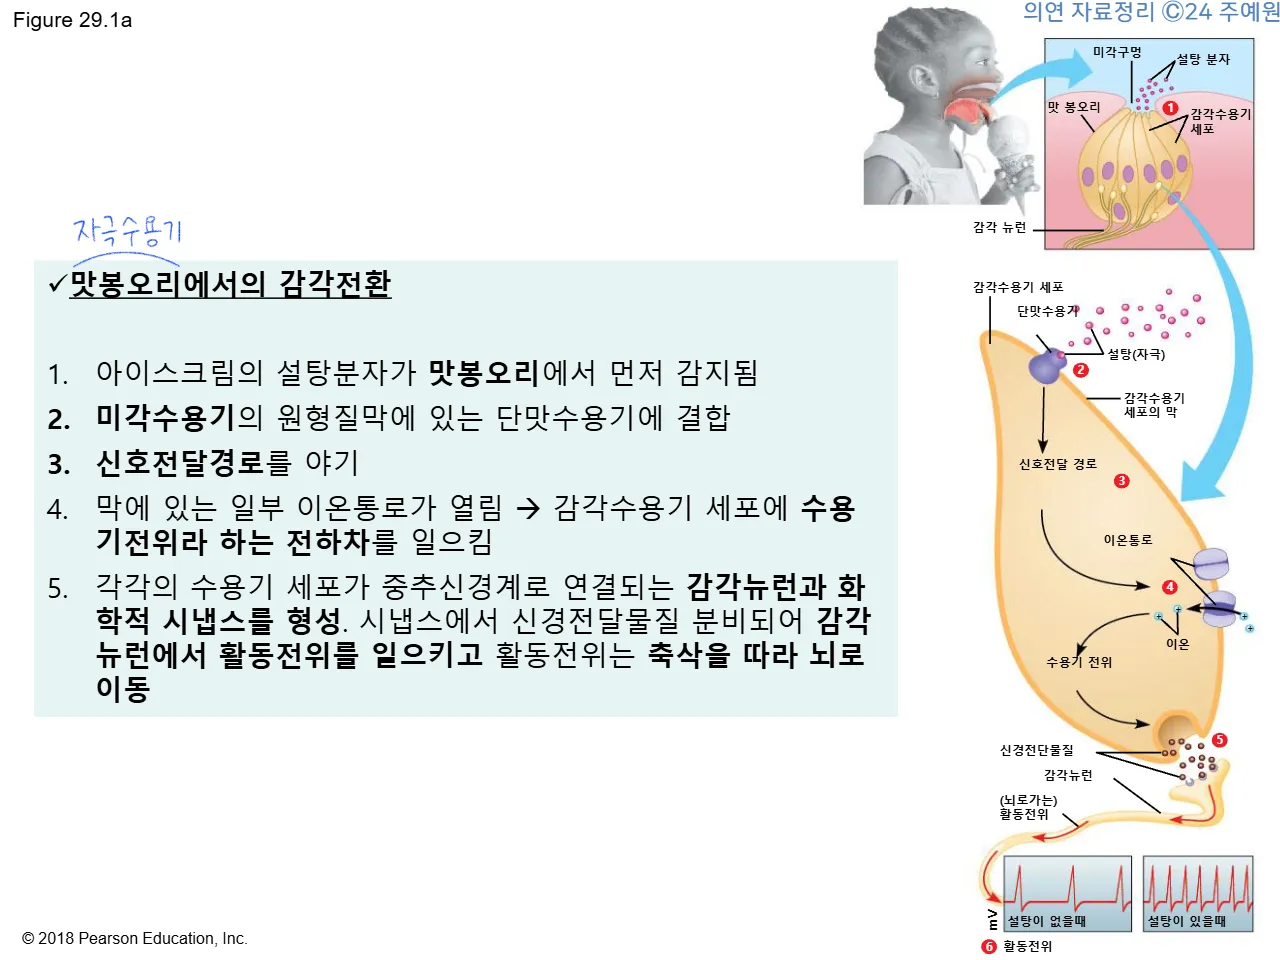 Figure 29.1a
의연 자료정리 Ⓒ24 주예원
미각구멍
설탕 분자
맛 봉오리
1
감각수용기
세포
감각 뉴런
자극수용기
✓맛봉오리에서의 감각전환
1. 아이스크림의 설탕분자가 맛봉오리에서 먼저 감지됨
2. 미각수용기의 원형질막에 있는 단맛수용기에 결합
3. 신호전달경로를 야기
4. 막에 있는 일부 이온통로가 열림 → 감각수용기 세포에 수용
기전위라 하는 전하차를 일으킴
5. 각각의 수용기 세포가 중추신경계로 연결되는 감각뉴런과 화
학적 시냅스를 형성. 시냅스에서 신경전달물질 분비되어 감각
뉴런에서 활동전위를 일으키고 활동전위는 축삭을 따라 뇌로
이동
감각수용기 세포
단맛수용기
설탕(자극)
2
감각수용기
세포의 막
신호전달 경로
3
이온통로
4
이온
수용기 전위
5
신경전단물질
감각뉴런
(뇌로가는)
활동전위
mV
설탕이 없을때
설탕이 있을때
6 활동전위
© 2018 Pearson Education, Inc.